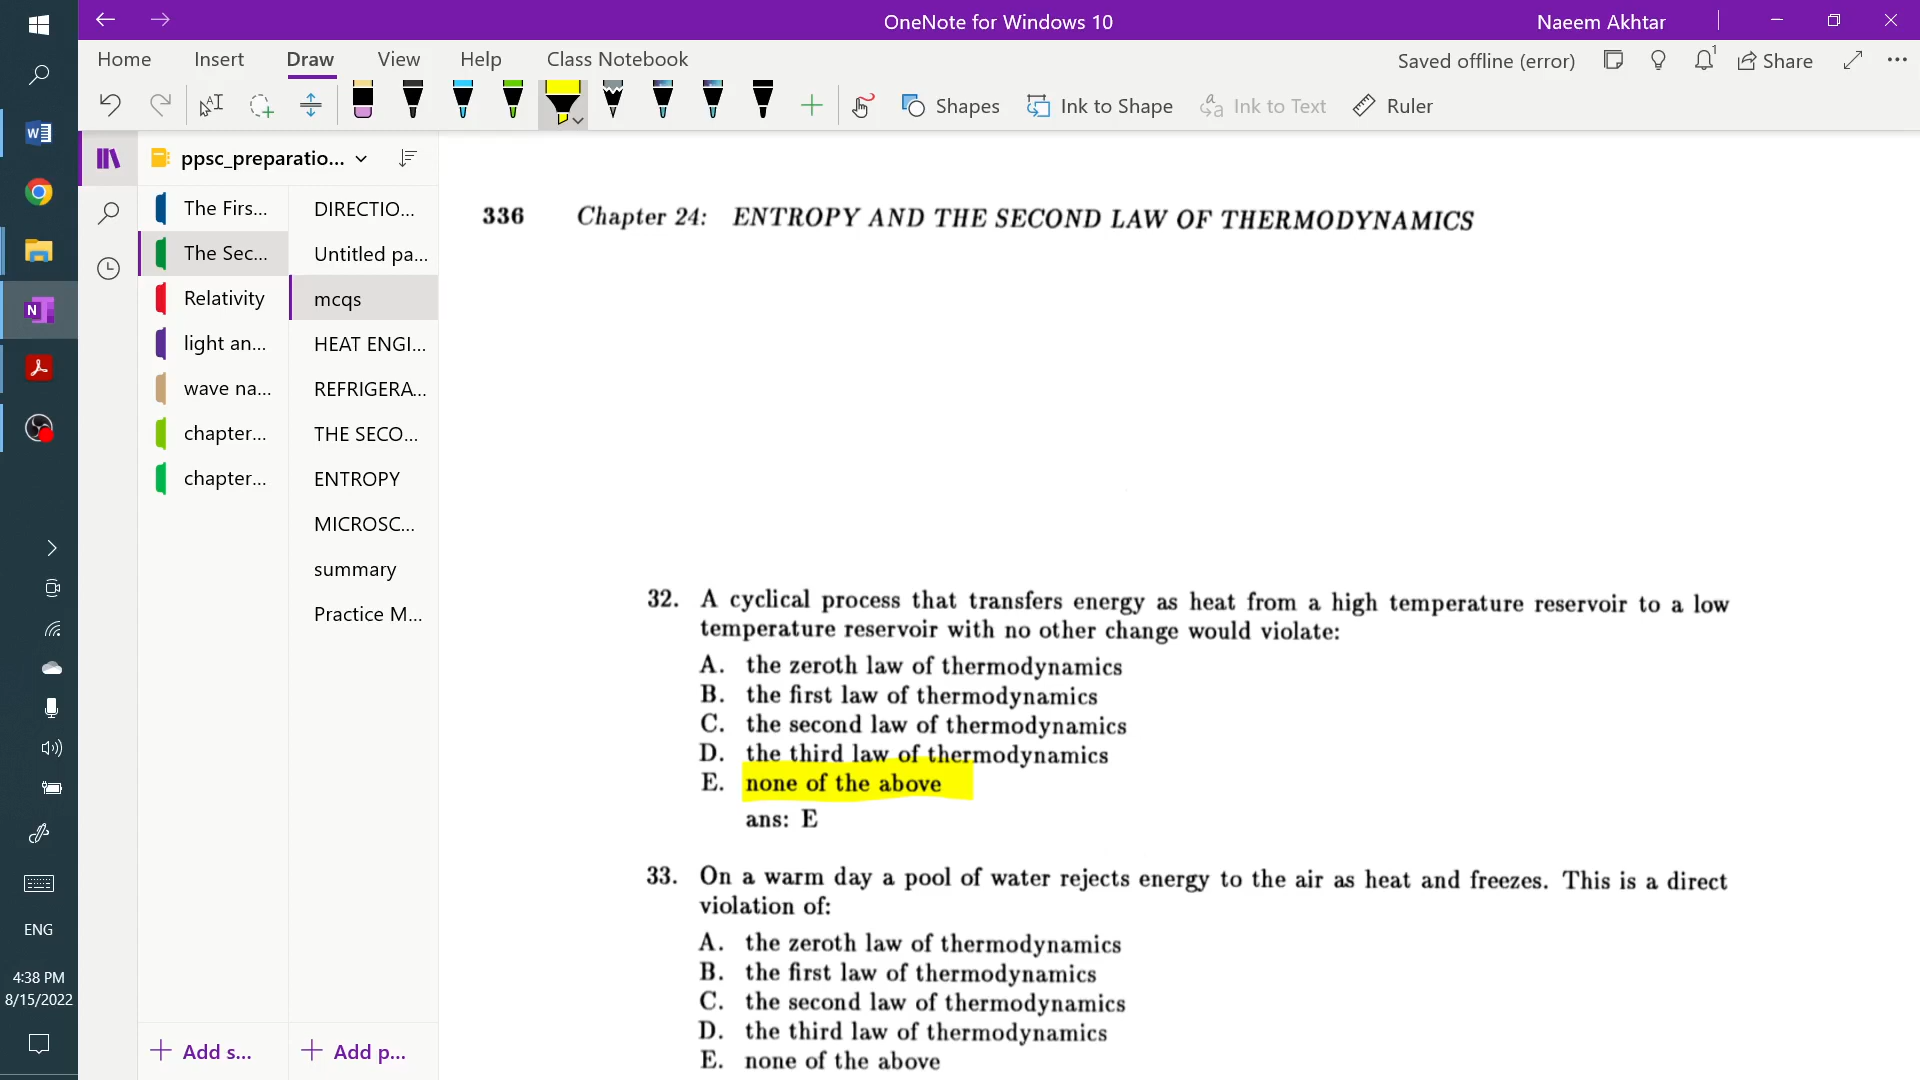 OneNote for Windows 10
Naeem Akhtar
Home Insert Draw View Help Class Notebook
Saved offline (error)
1
Share
Shapes
Ink to Shape
Ink to Text
Ruler
ppsc_preparatio...
The Firs...
The Sec...
Relativity
light an...
wave na...
chapter...
chapter...
Add s...
DIRECTIO...
Untitled pa...
mcqs
HEAT ENGI...
REFRIGERA...
THE SECO...
ENTROPY
MICROSC...
summary
Practice M...
Add p...
336 Chapter 24: ENTROPY AND THE SECOND LAW OF THERMODYNAMICS
32. A cyclical process that transfers energy as heat from a high temperature reservoir to a low
temperature reservoir with no other change would violate:
A. the zeroth law of thermodynamics
B. the first law of thermodynamics
C. the second law of thermodynamics
D. the third law of thermodynamics
E. none of the above
ans: E
33. On a warm day a pool of water rejects energy to the air as heat and freezes. This is a direct
violation of:
A. the zeroth law of thermodynamics
B. the first law of thermodynamics
C. the second law of thermodynamics
D. the third law of thermodynamics
E. none of the above
ENG
4:38 PM
8/15/2022